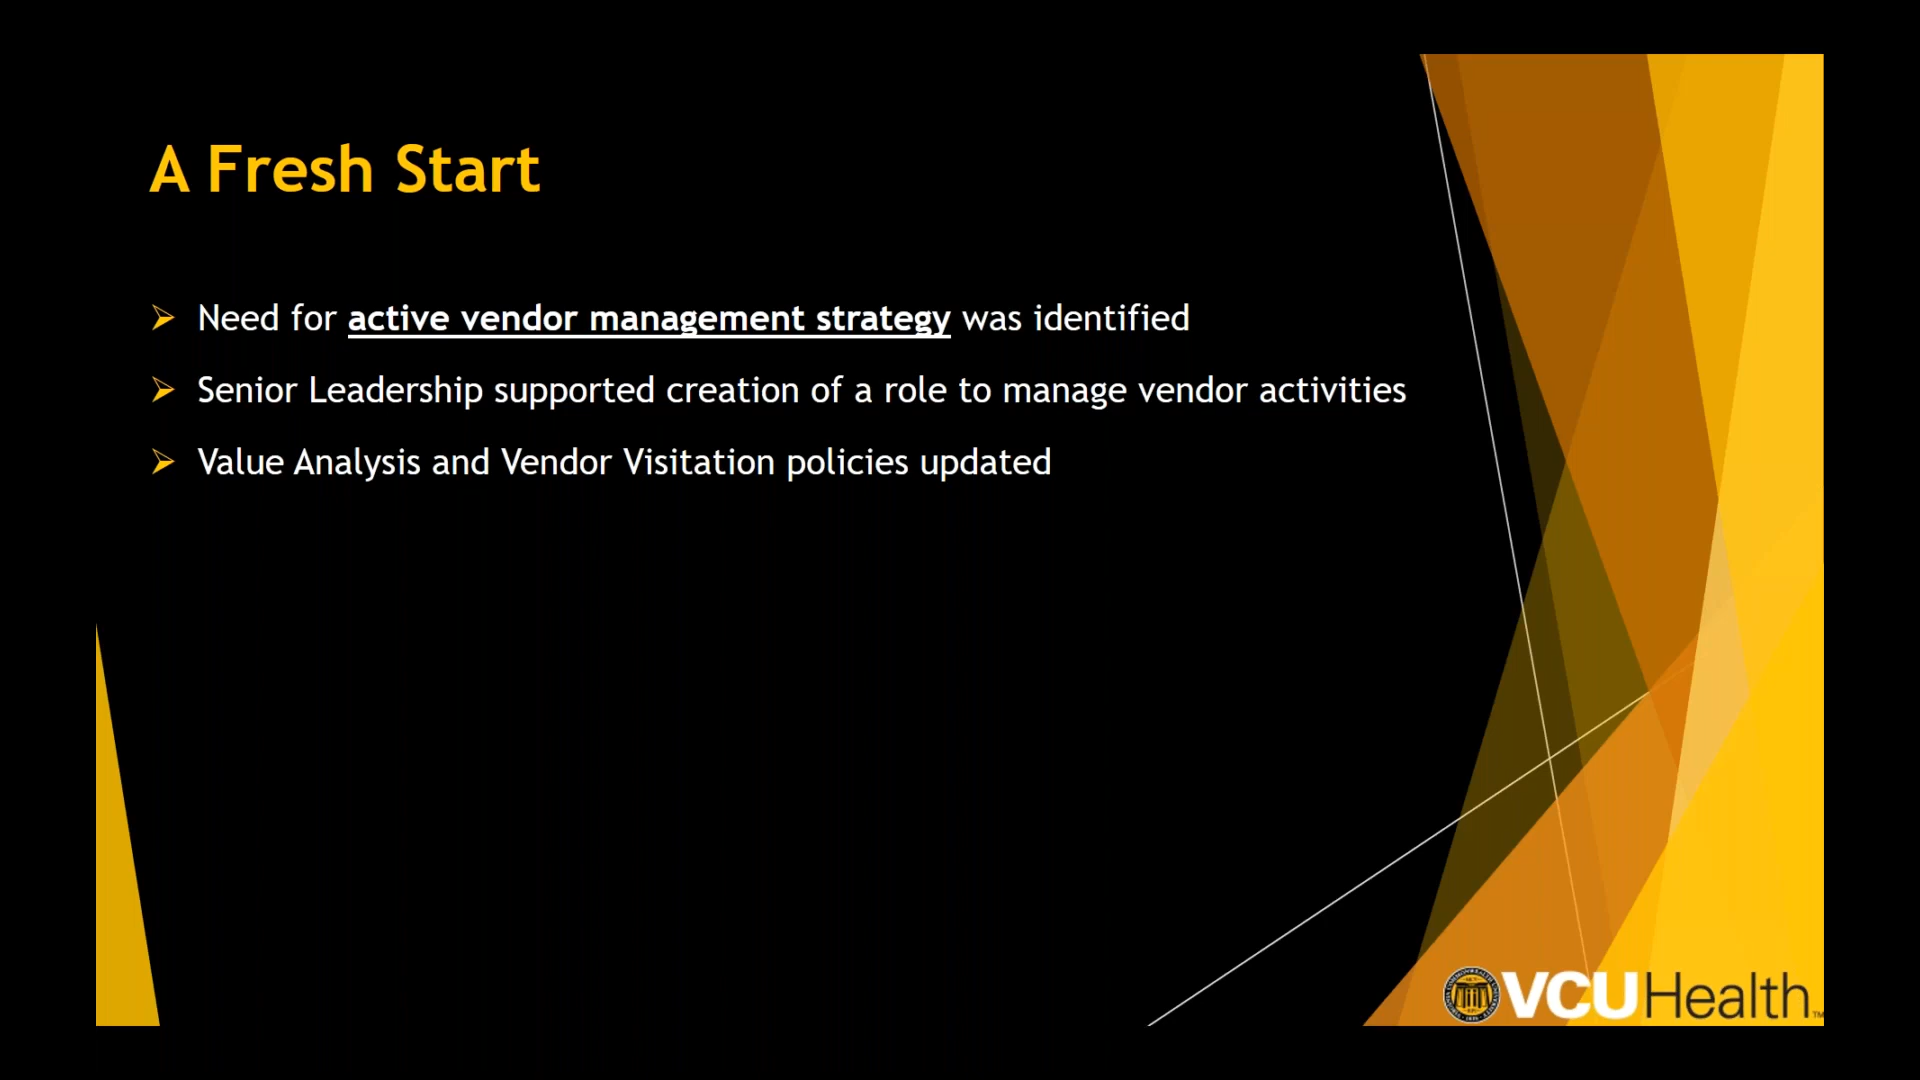 A Fresh Start
Need for active vendor management strategy was identified
Senior Leadership supported creation of a role to manage vendor activities
Value Analysis and Vendor Visitation policies updated
VCUHealth™